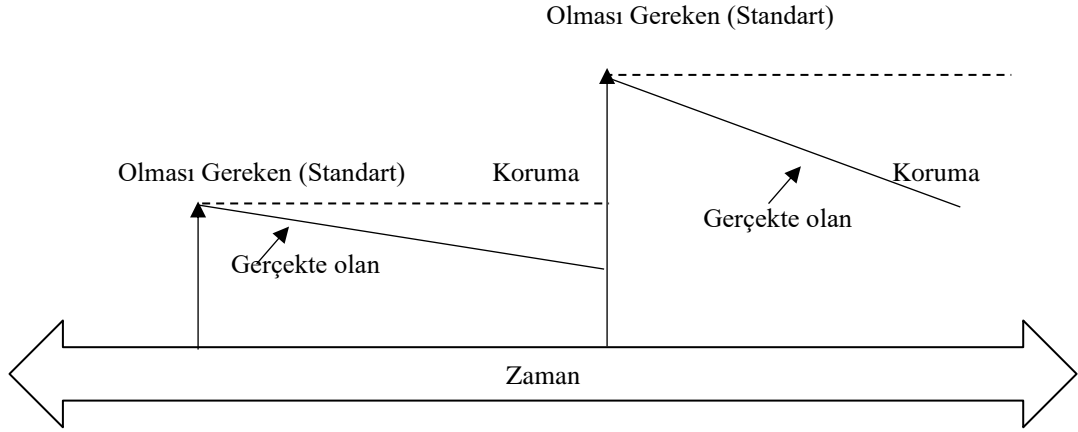 Olması Gereken (Standart)
Olması Gereken (Standart)
Koruma
Koruma
Gerçekte olan
Gerçekte olan
Zaman